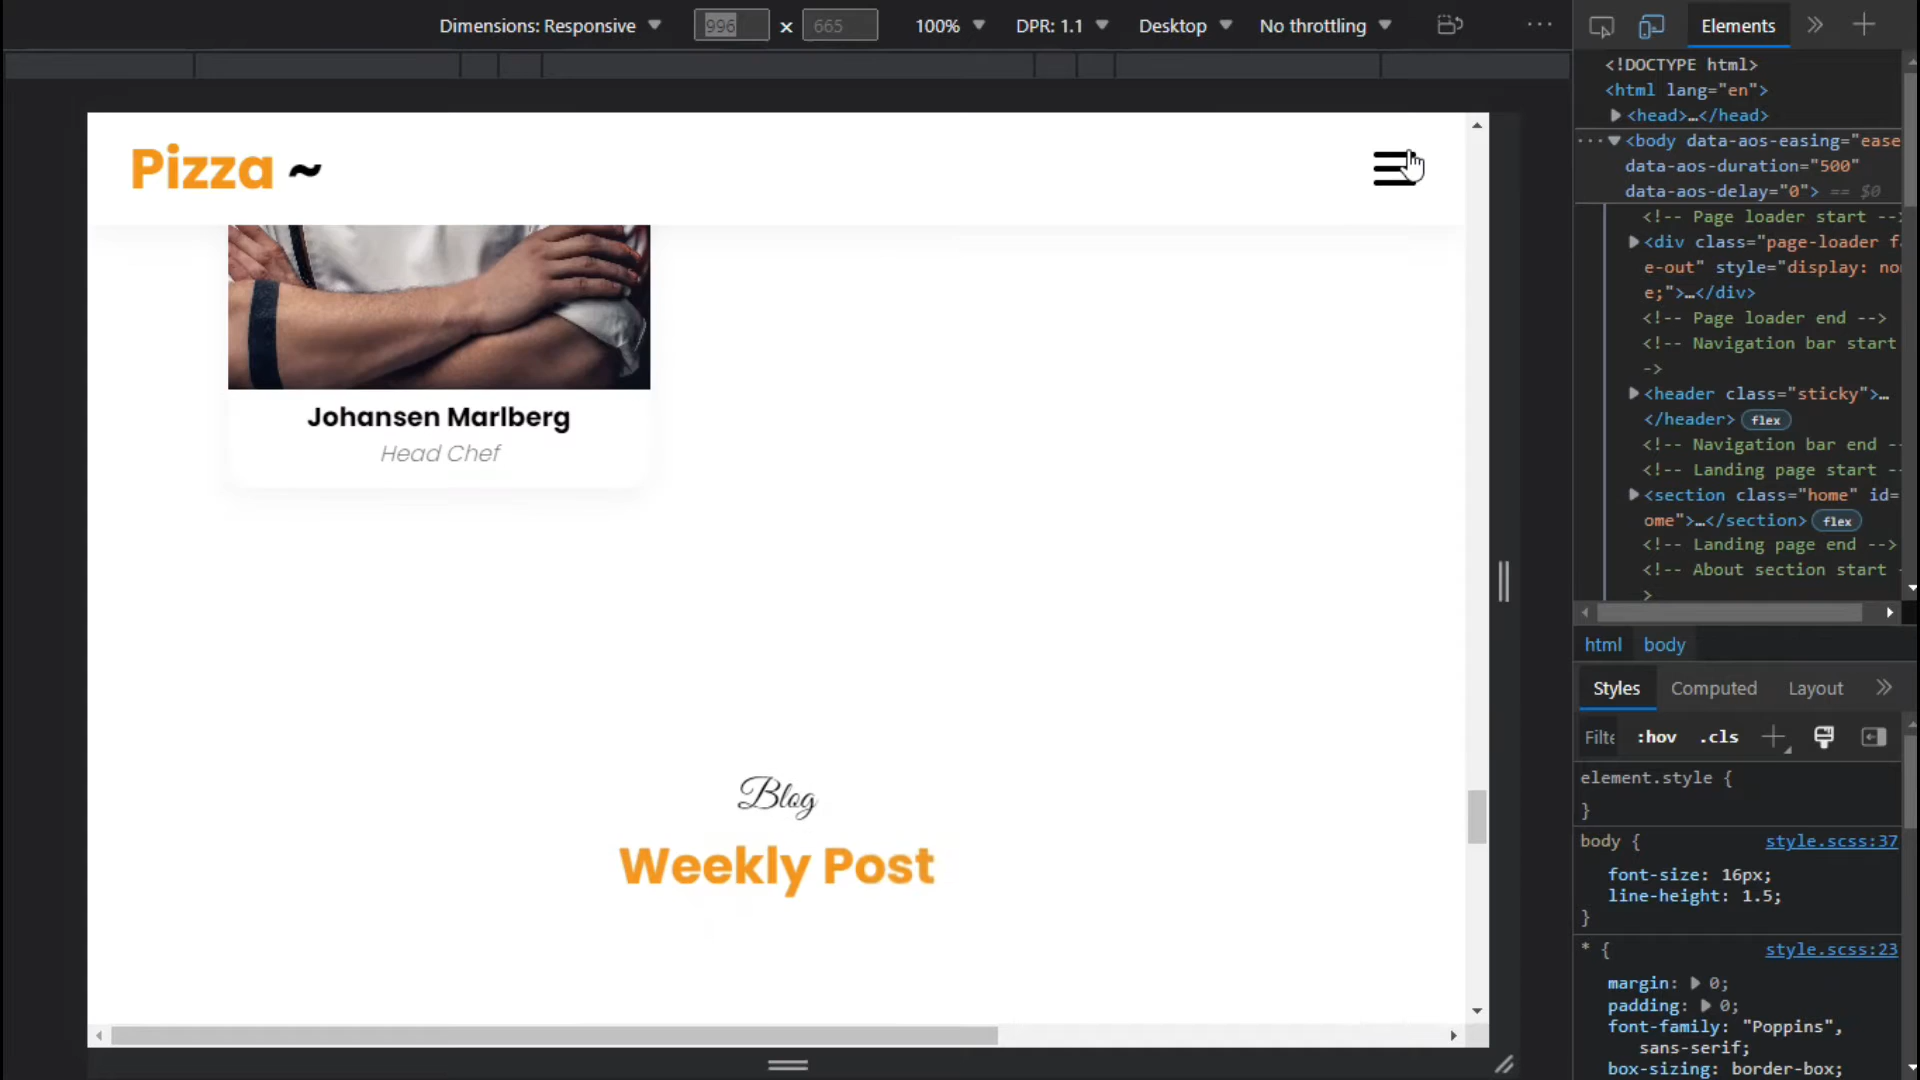 Dimensions: Responsive 996 x 665 100% DPR: 1.1 Desktop No throttling ... Elements
Pizza ~
Johansen Marlberg
Head Chef
Blog
Weekly Post
<!DOCTYPE html>
<html lang="en">
<head>…</head>
··· <body data-aos-easing="ease
data-aos-duration="500"
data-aos-delay="0"> == $0
<!-- Page loader start --
<div class="page-loader f
e-out" style="display: no
e;">…</div>
<!-- Page loader end -->
<!-- Navigation bar start
->
<header class="sticky">…
</header> flex
<!-- Navigation bar end -
<!-- Landing page start -
<section class="home" id=
ome">…</section> flex
<!-- Landing page end -->
<!-- About section start -
>
html body
Styles Computed Layout
Filte :hov .cls
element.style {
}
body { style.scss:37
font-size: 16px;
line-height: 1.5;
}
* { style.scss:23
margin: 0;
padding: 0;
font-family: "Poppins",
sans-serif;
box-sizing: border-box;